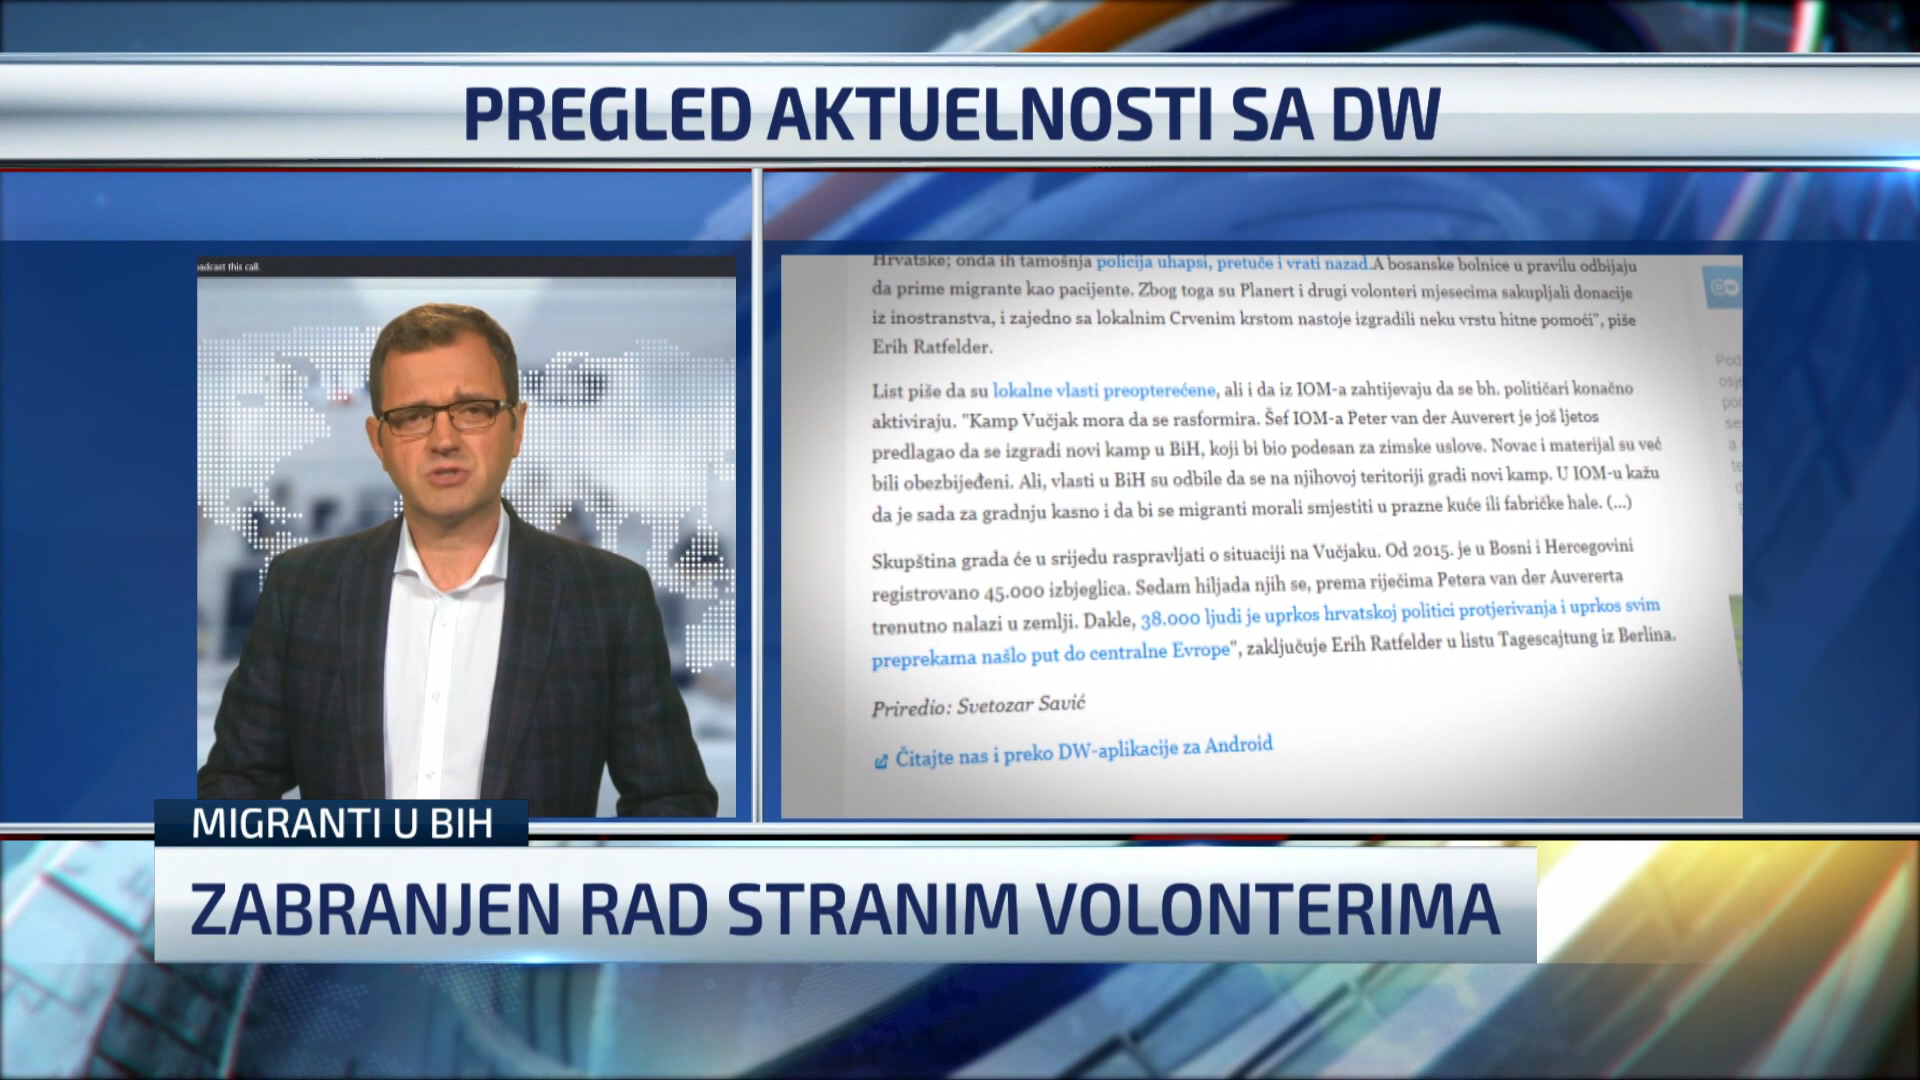 PREGLED AKTUELNOSTI SA DW
adcast this call.
Hrvatske; onda ih tamošnja policija uhapsi, pretuče i vrati nazad.A bosanske bolnice u pravilu odbijaju
da prime migrante kao pacijente. Zbog toga su Planert i drugi volonteri mjesecima sakupljali donacije
iz inostranstva, i zajedno sa lokalnim Crvenim krstom nastoje izgradili neku vrstu hitne pomoći", piše
Erih Ratfelder.
List piše da su lokalne vlasti preopterećene, ali i da iz IOM-a zahtijevaju da se bh. političari konačno
aktiviraju. "Kamp Vučjak mora da se rasformira. Šef IOM-a Peter van der Auverert je još ljetos
predlagao da se izgradi novi kamp u BiH, koji bi bio podesan za zimske uslove. Novac i materijal su već
bili obezbijeđeni. Ali, vlasti u BiH su odbile da se na njihovoj teritoriji gradi novi kamp. U IOM-u kažu
da je sada za gradnju kasno i da bi se migranti morali smjestiti u prazne kuće ili fabričke hale. (...)
Skupština grada će u srijedu raspravljati o situaciji na Vučjaku. Od 2015. je u Bosni i Hercegovini
registrovano 45.000 izbjeglica. Sedam hiljada njih se, prema riječima Petera van der Auvererta
trenutno nalazi u zemlji. Dakle, 38.000 ljudi je uprkos hrvatskoj politici protjerivanja i uprkos svim
preprekama našlo put do centralne Evrope", zaključuje Erih Ratfelder u listu Tagescajtung iz Berlina.
Priredio: Svetozar Savić
Čitajte nas i preko DW-aplikacije za Android
MIGRANTI U BIH
ZABRANJEN RAD STRANIM VOLONTERIMA